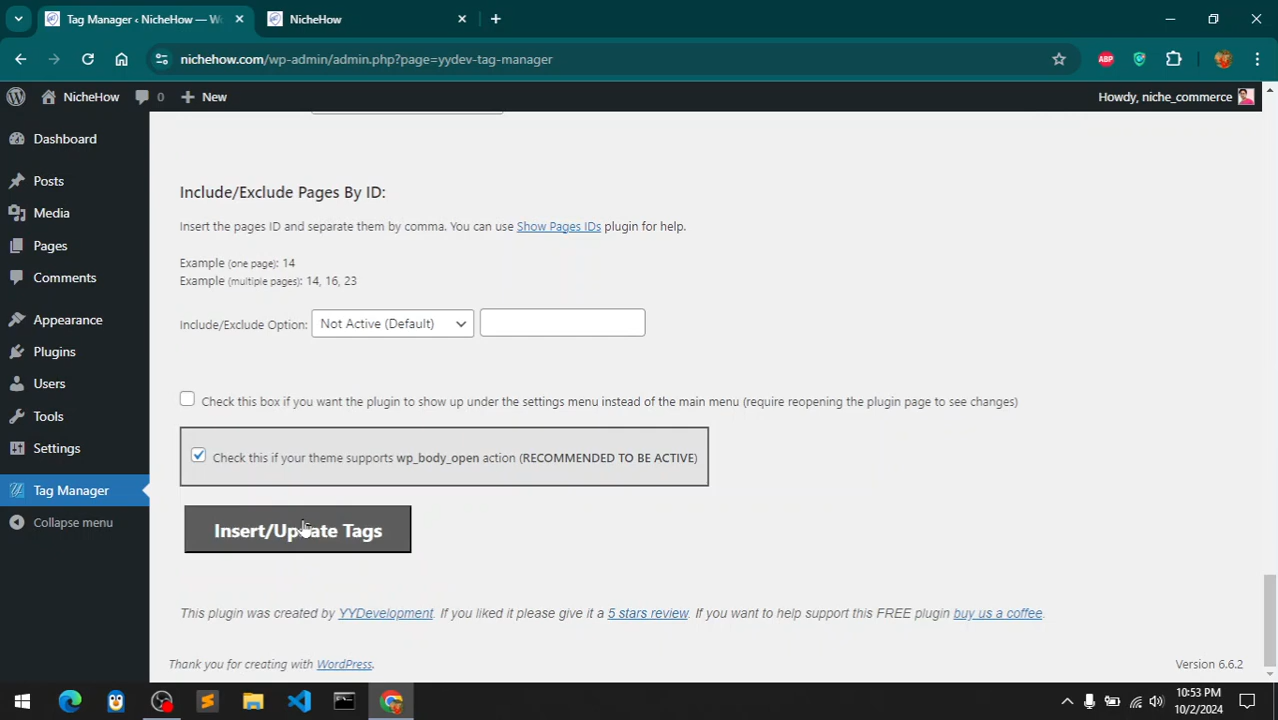 Tag Manager ‹ NicheHow — W
NicheHow
nichehow.com/wp-admin/admin.php?page=yydev-tag-manager
ABP
NicheHow 0 New
Howdy, niche_commerce
Dashboard
Posts
Media
Pages
Comments
Appearance
Plugins
Users
Tools
Settings
Tag Manager
Collapse menu
Include/Exclude Pages By ID:
Insert the pages ID and separate them by comma. You can use Show Pages IDs plugin for help.
Example (one page): 14
Example (multiple pages): 14, 16, 23
Include/Exclude Option: Not Active (Default)
Check this box if you want the plugin to show up under the settings menu instead of the main menu (require reopening the plugin page to see changes)
Check this if your theme supports wp_body_open action (RECOMMENDED TO BE ACTIVE)
Insert/Update Tags
This plugin was created by YYDevelopment. If you liked it please give it a 5 stars review. If you want to help support this FREE plugin buy us a coffee.
Thank you for creating with WordPress.
Version 6.6.2
10:53 PM
10/2/2024